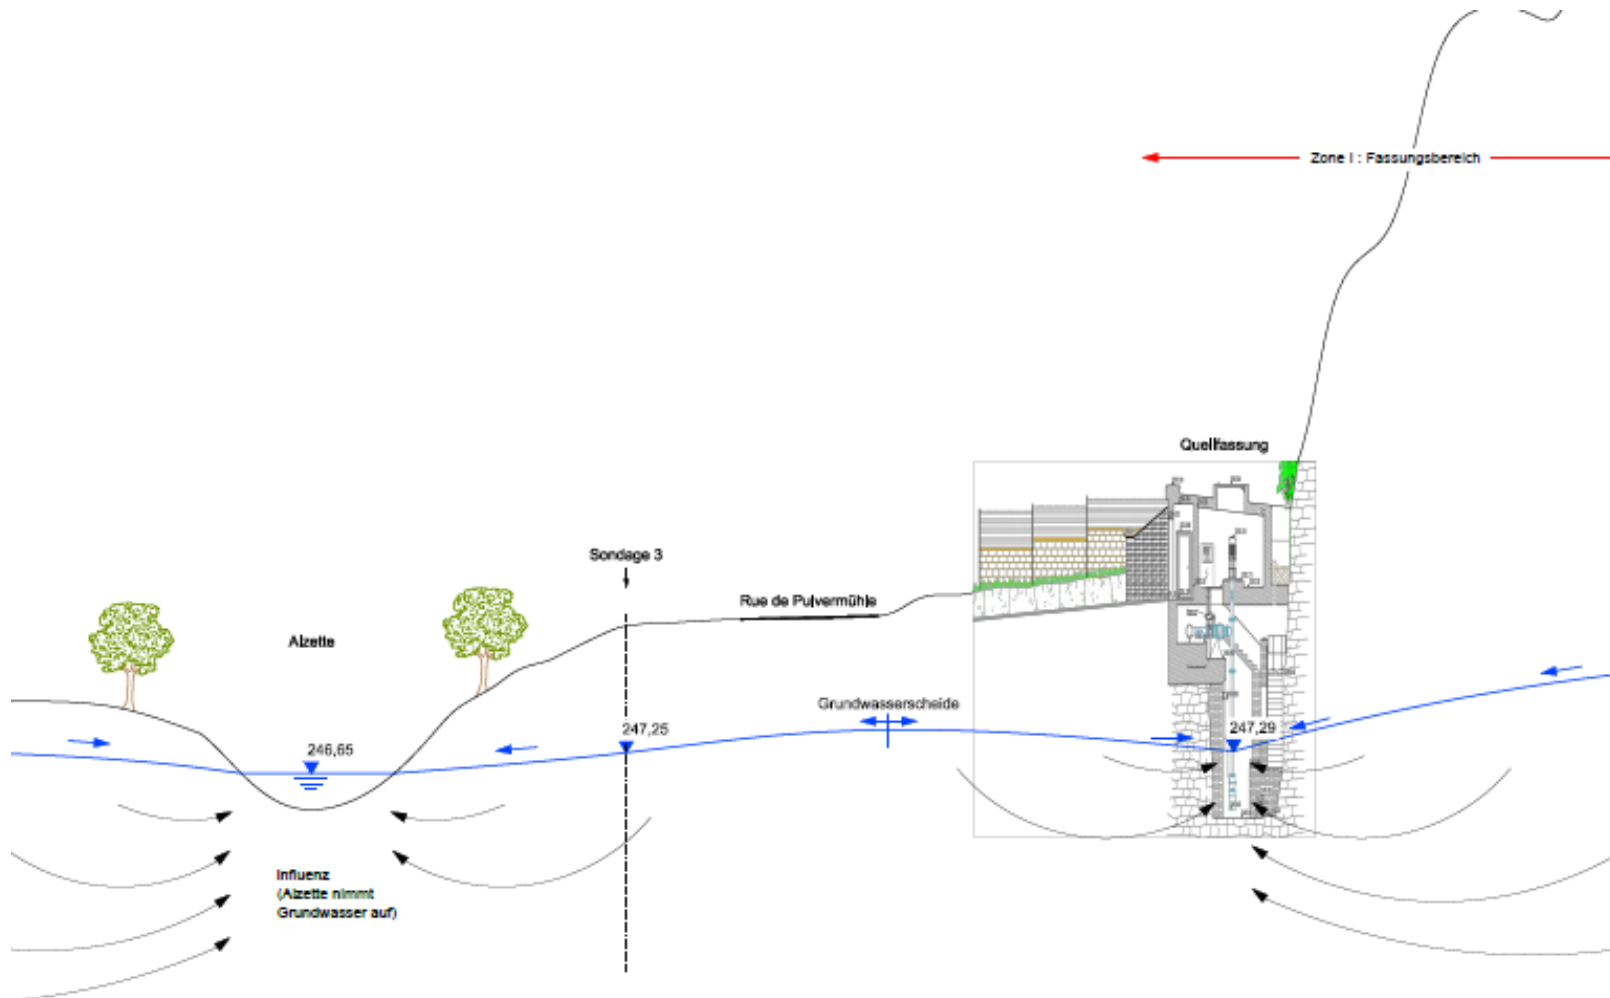 Zone I : Fassungsbereich
Quellfassung
Sondage 3
Rue de Pulvermühle
Alzette
Grundwasserscheide
247,25
247,29
246,65
Influenz
(Alzette nimmt
Grundwasser auf)